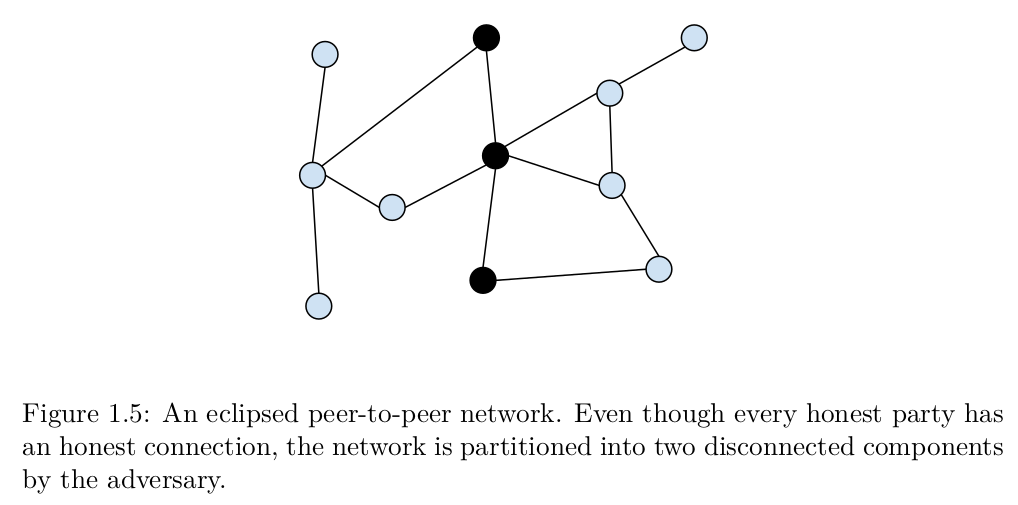 Figure 1.5: An eclipsed peer-to-peer network. Even though every honest party has
an honest connection, the network is partitioned into two disconnected components
by the adversary.